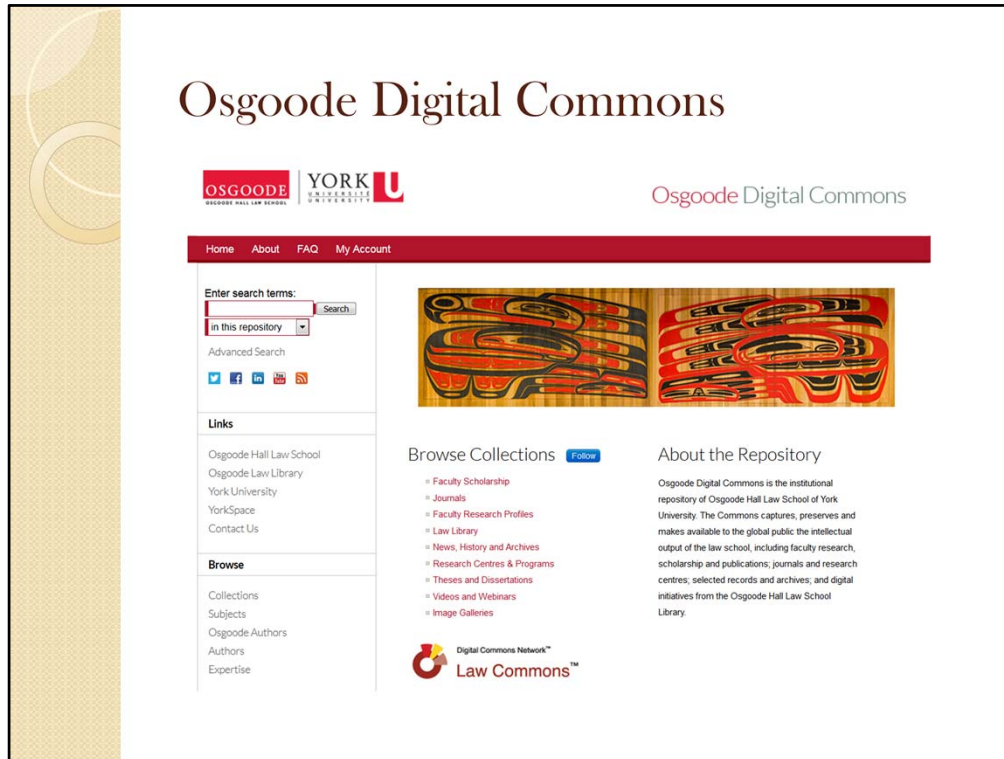 Osgoode Digital Commons
OSGOODE
OSGOODE HALL LAW SCHOOL
YORK
UNIVERSITÉ
UNIVERSITY
Osgoode Digital Commons
Home About FAQ My Account
Enter search terms:
Search
in this repository
Advanced Search
You
Tube
Links
Osgoode Hall Law School
Osgoode Law Library
York University
YorkSpace
Contact Us
Browse
Collections
Subjects
Osgoode Authors
Authors
Expertise
Browse Collections Follow
Faculty Scholarship
Journals
Faculty Research Profiles
Law Library
News, History and Archives
Research Centres & Programs
Theses and Dissertations
Videos and Webinars
Image Galleries
Digital Commons Network™
Law Commons™
About the Repository
Osgoode Digital Commons is the institutional
repository of Osgoode Hall Law School of York
University. The Commons captures, preserves and
makes available to the global public the intellectual
output of the law school, including faculty research,
scholarship and publications; journals and research
centres; selected records and archives; and digital
initiatives from the Osgoode Hall Law School
Library.